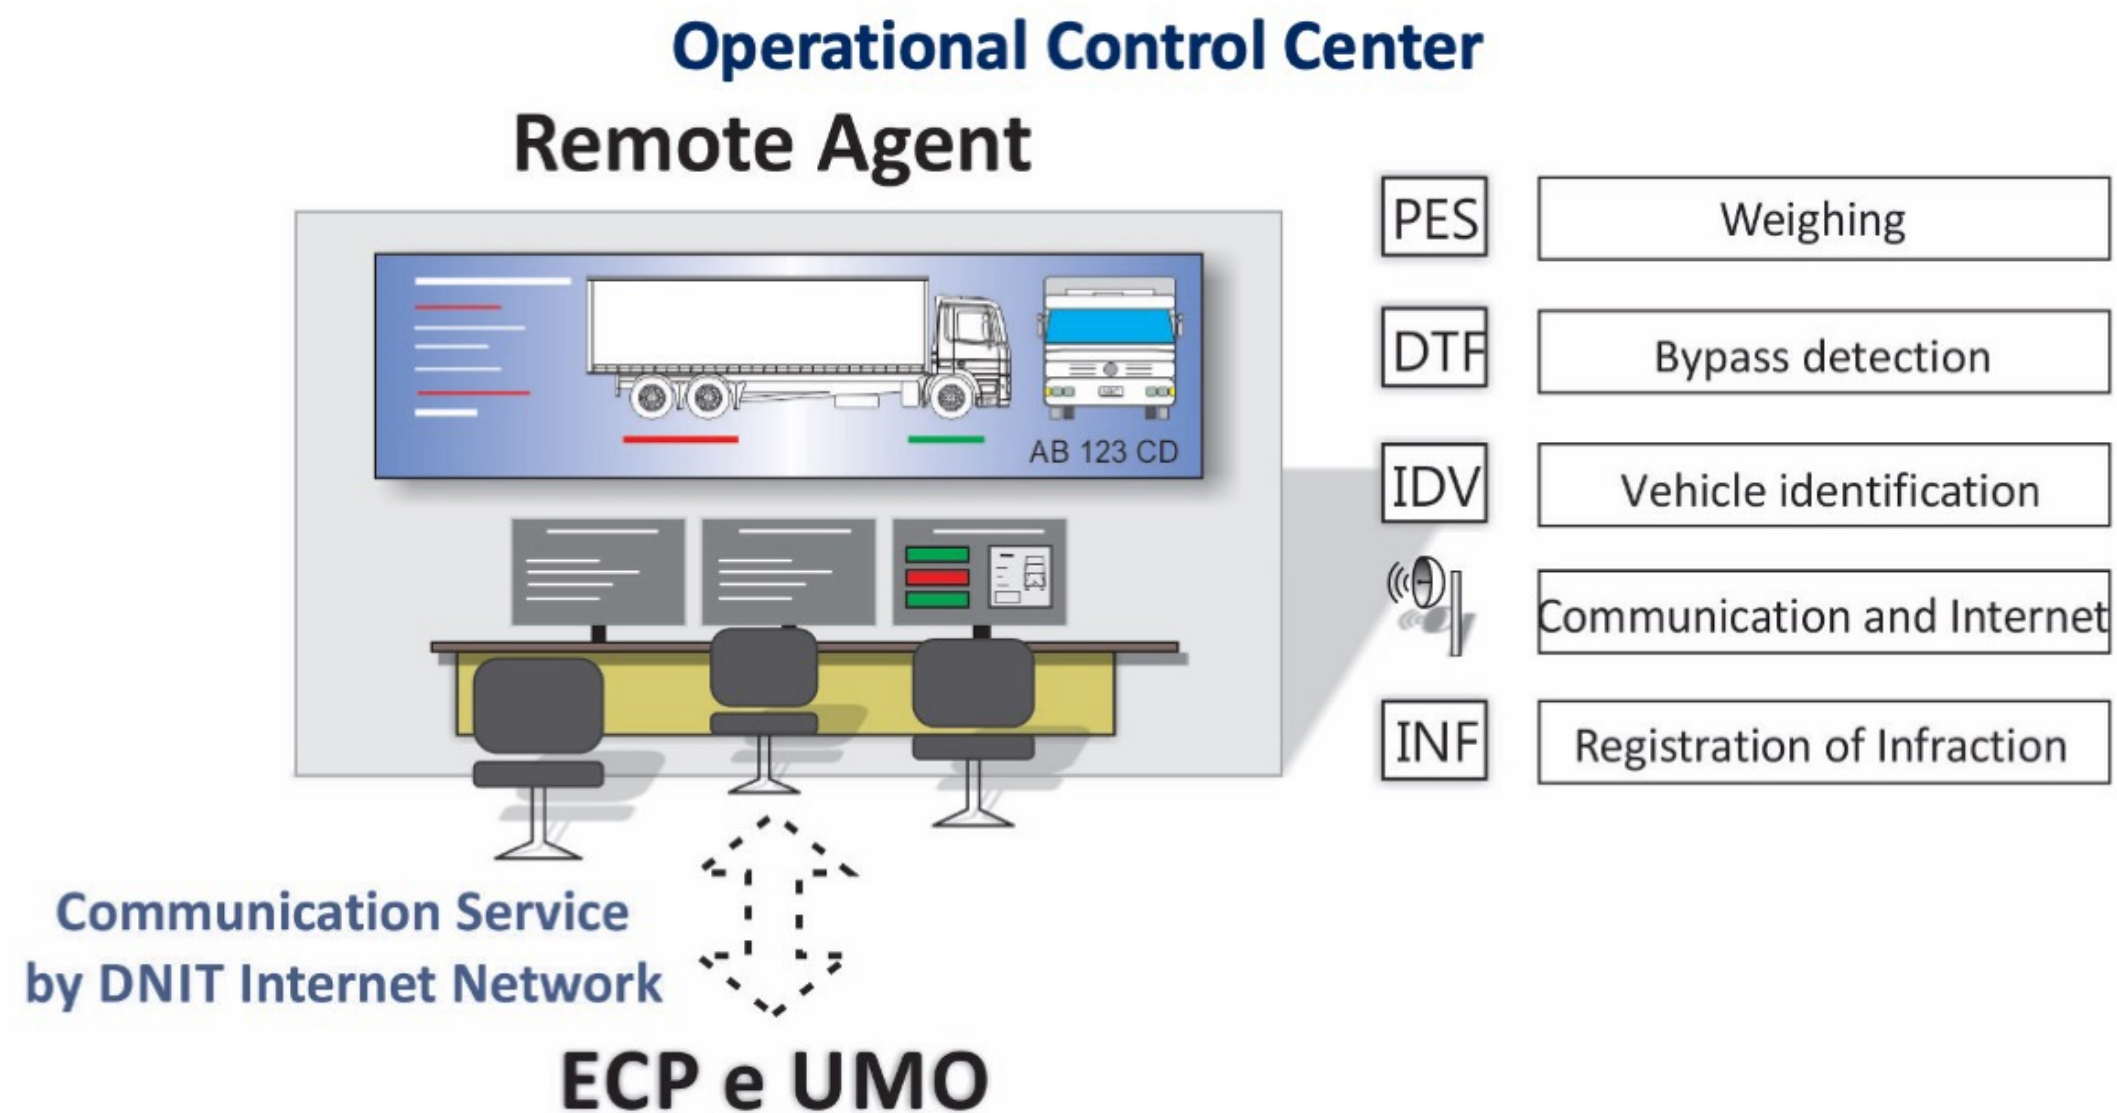 Operational Control Center
Remote Agent
AB 123 CD
PES Weighing
DTF Bypass detection
IDV Vehicle identification
Communication and Internet
INF Registration of Infraction
Communication Service
by DNIT Internet Network
ECP e UMO